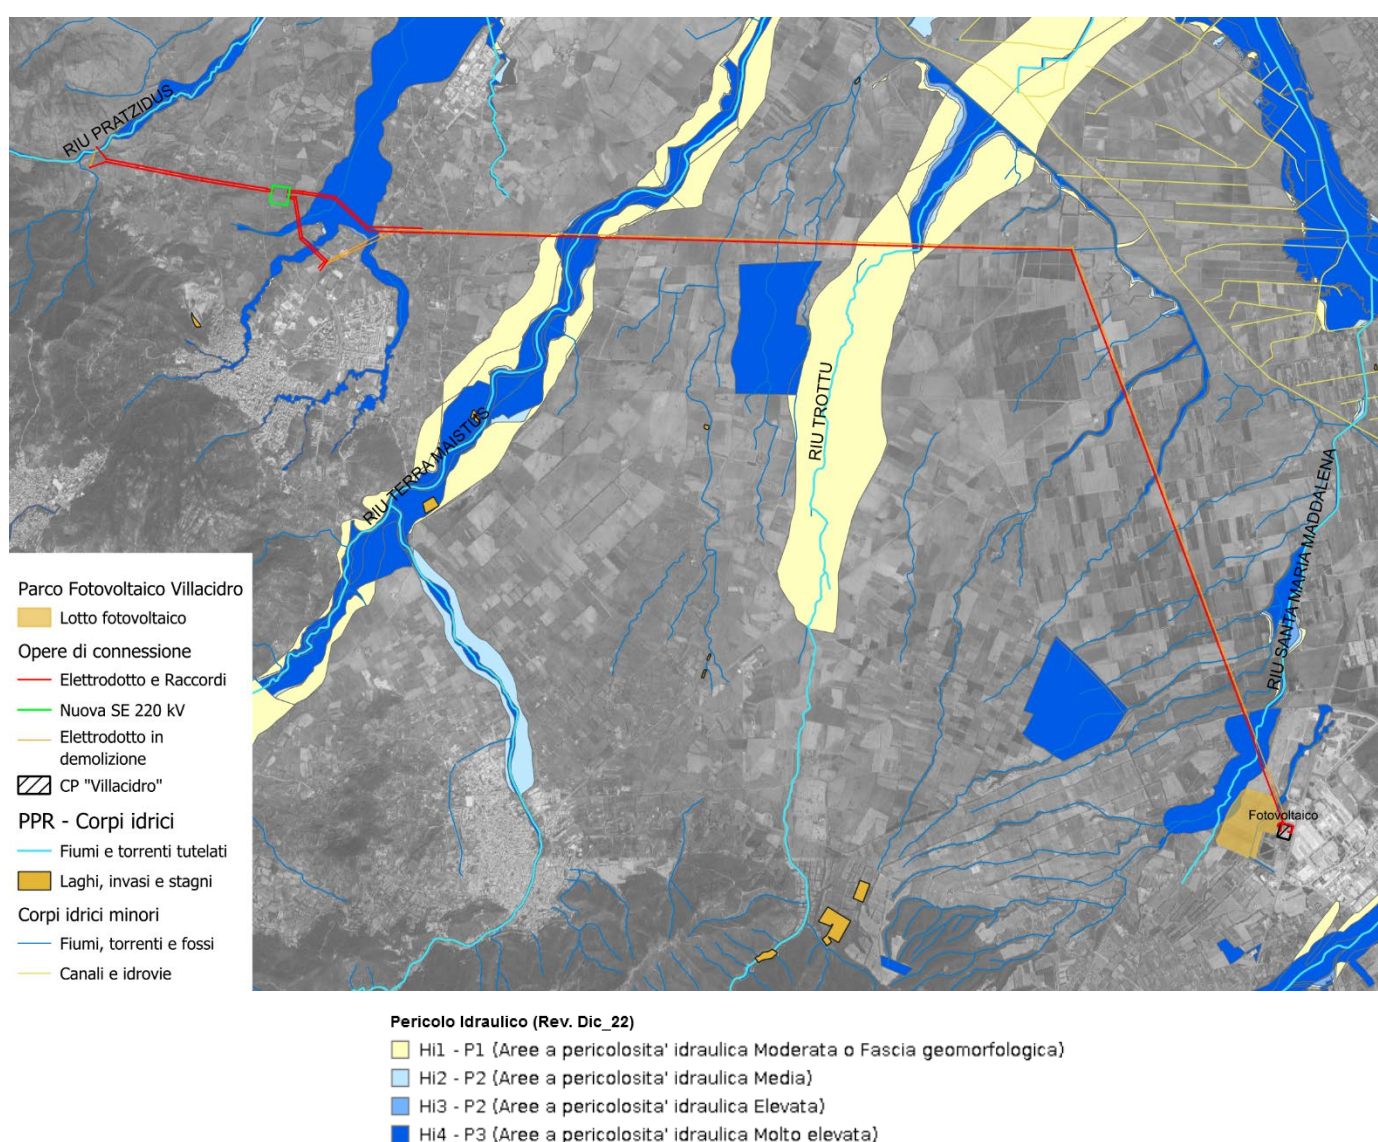 RIU PRATZIDUS
RIU TERRA MAISTUS
RIU TROTTU
RIU SANTA MARIA MADDALENA
Fotovoltaico
Parco Fotovoltaico Villacidro
Lotto fotovoltaico
Opere di connessione
Elettrodotto e Raccordi
Nuova SE 220 kV
Elettrodotto in
demolizione
CP "Villacidro"
PPR - Corpi idrici
Fiumi e torrenti tutelati
Laghi, invasi e stagni
Corpi idrici minori
Fiumi, torrenti e fossi
Canali e idrovie
Pericolo Idraulico (Rev. Dic_22)
Hi1 - P1 (Aree a pericolosita' idraulica Moderata o Fascia geomorfologica)
Hi2 - P2 (Aree a pericolosita' idraulica Media)
Hi3 - P2 (Aree a pericolosita' idraulica Elevata)
Hi4 - P3 (Aree a pericolosita' idraulica Molto elevata)